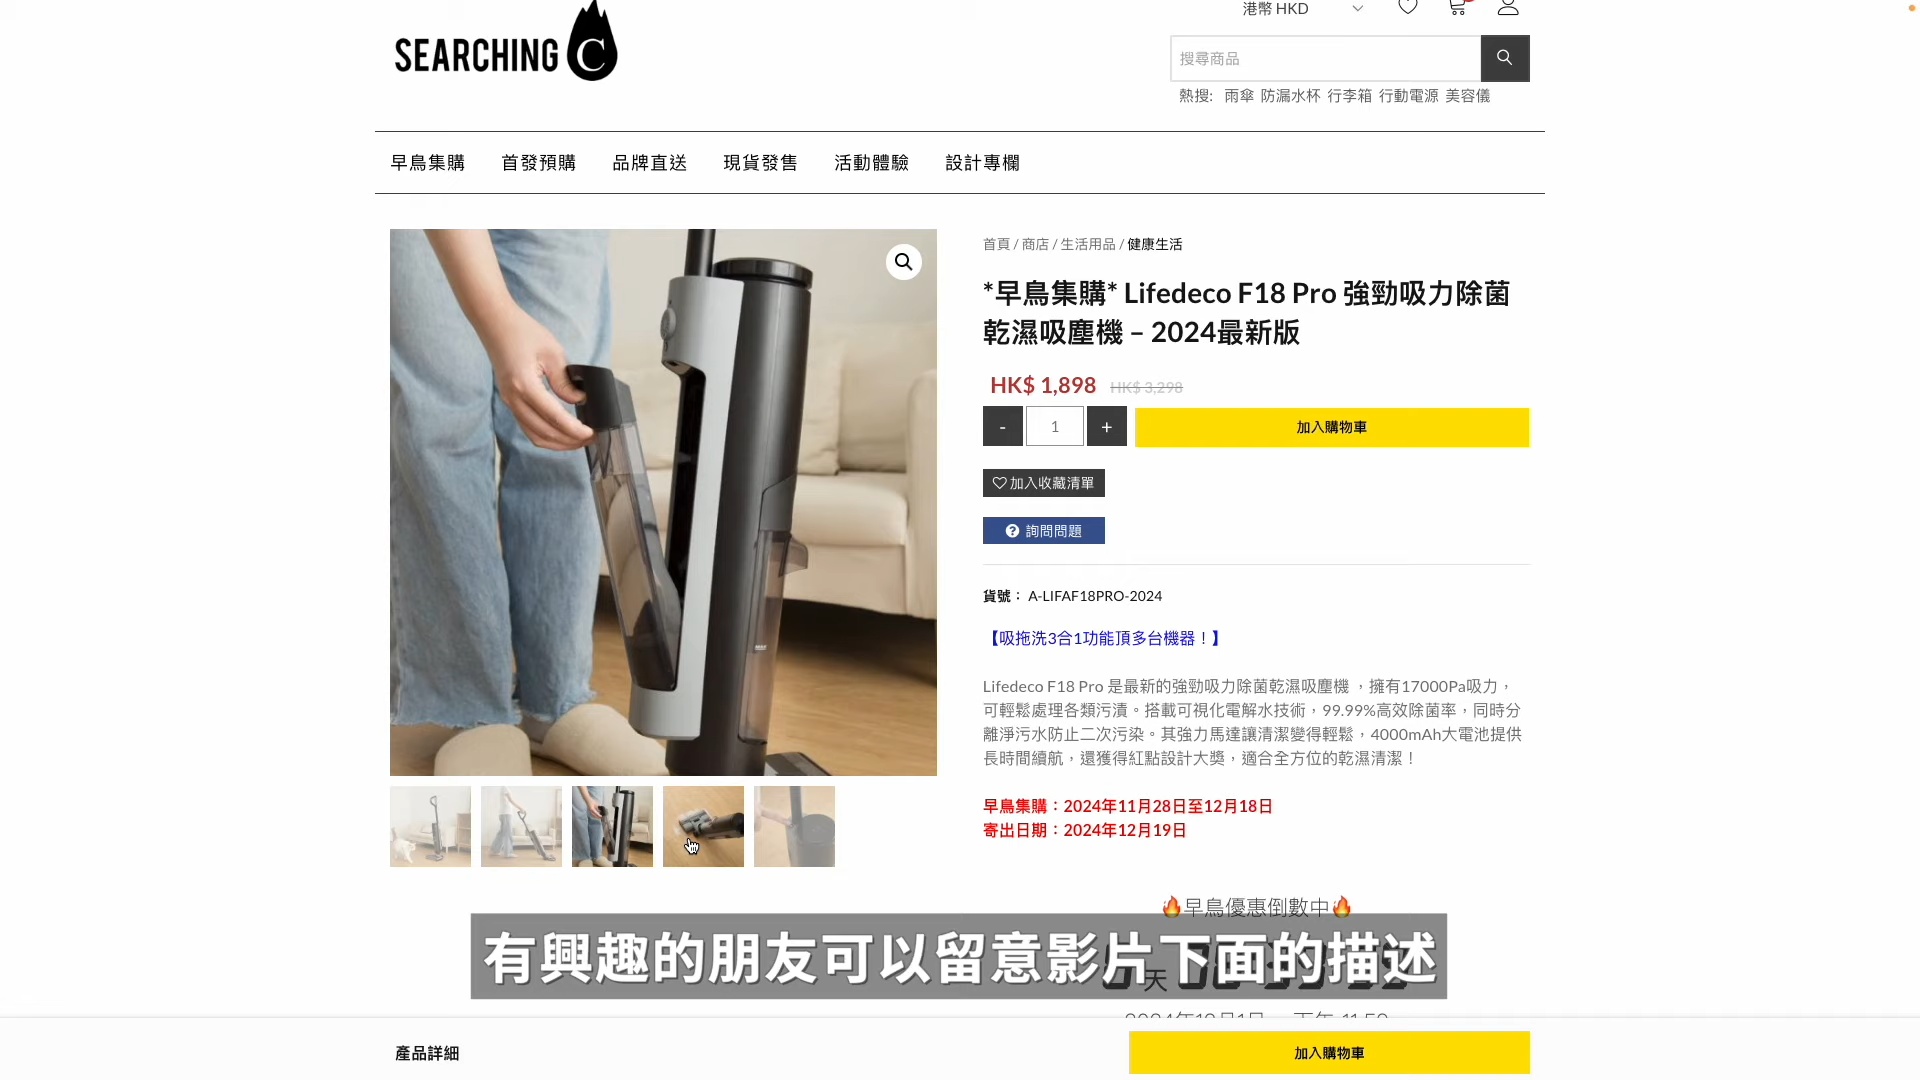 港幣 HKD
SEARCHING C
搜尋商品
熱搜: 雨傘 防漏水杯 行李箱 行動電源 美容儀
早鳥集購 首發預購 品牌直送 現貨發售 活動體驗 設計專欄
首頁 / 商店 / 生活用品 / 健康生活
*早鳥集購* Lifedeco F18 Pro 強勁吸力除菌
乾濕吸塵機 – 2024最新版
HK$ 1,898 HK$ 3,298
- 1 + 加入購物車
加入收藏清單
詢問問題
貨號： A-LIFAF18PRO-2024
【吸拖洗3合1功能頂多台機器！】
Lifedeco F18 Pro 是最新的強勁吸力除菌乾濕吸塵機 ，擁有17000Pa吸力，
可輕鬆處理各類污漬。搭載可視化電解水技術，99.99%高效除菌率，同時分
離淨污水防止二次污染。其強力馬達讓清潔變得輕鬆，4000mAh大電池提供
長時間續航，還獲得紅點設計大獎，適合全方位的乾濕清潔！
早鳥集購：2024年11月28日至12月18日
寄出日期：2024年12月19日
🔥早鳥優惠倒數中🔥
天
有興趣的朋友可以留意影片下面的描述
產品詳細
加入購物車